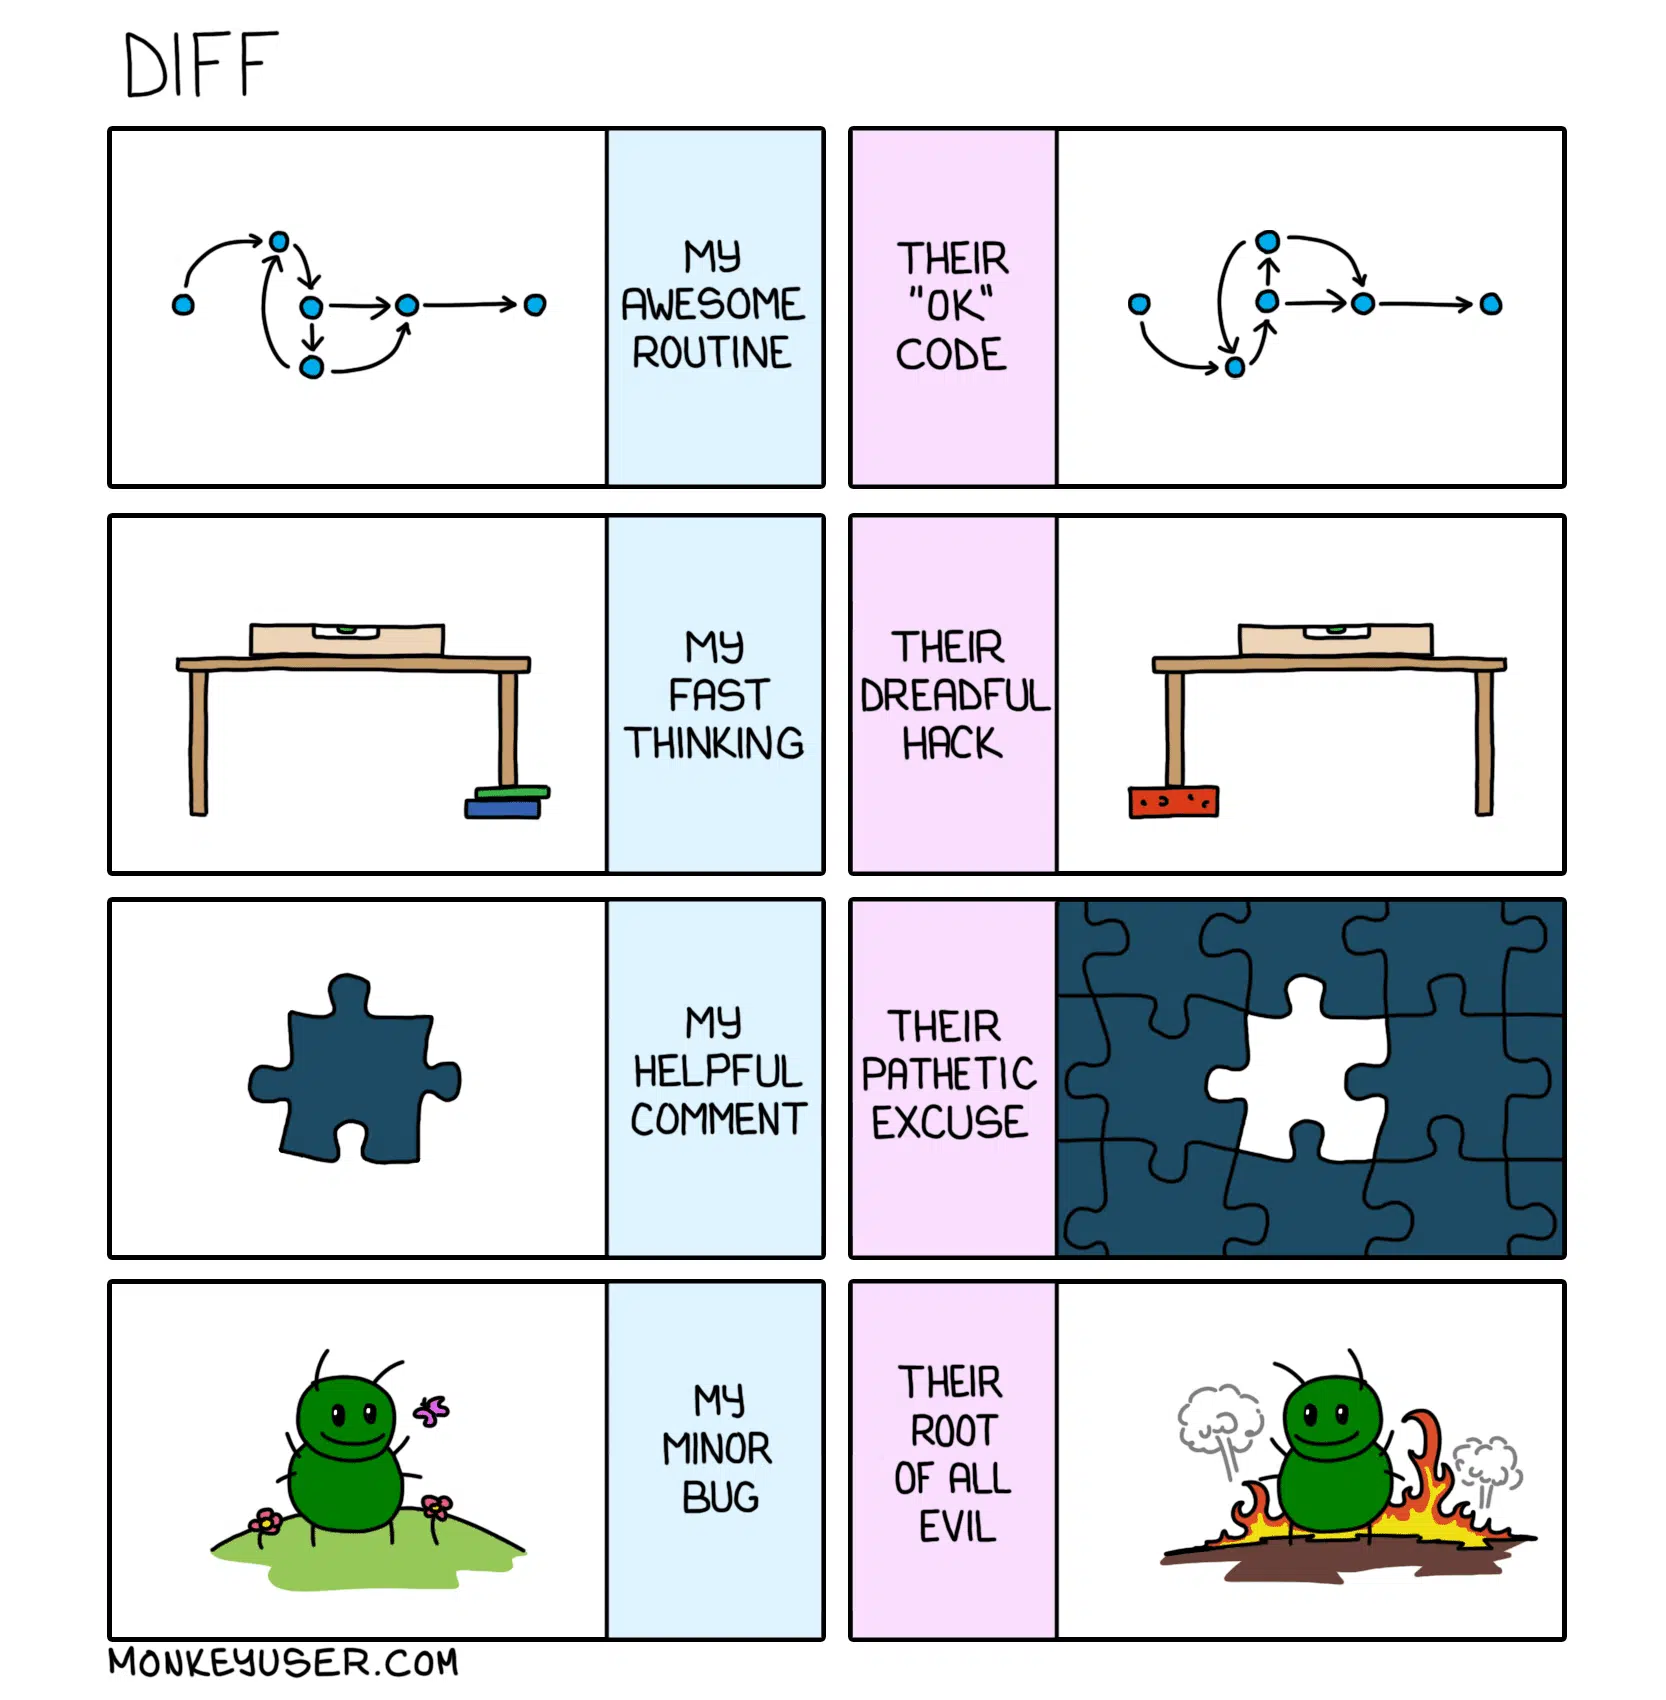 DIFF
MY
AWESOME
ROUTINE
THEIR
"OK"
CODE
MY
FAST
THINKING
THEIR
DREADFUL
HACK
MY
HELPFUL
COMMENT
THEIR
PATHETIC
EXCUSE
MY
MINOR
BUG
THEIR
ROOT
OF ALL
EVIL
MONKEYUSER.COM